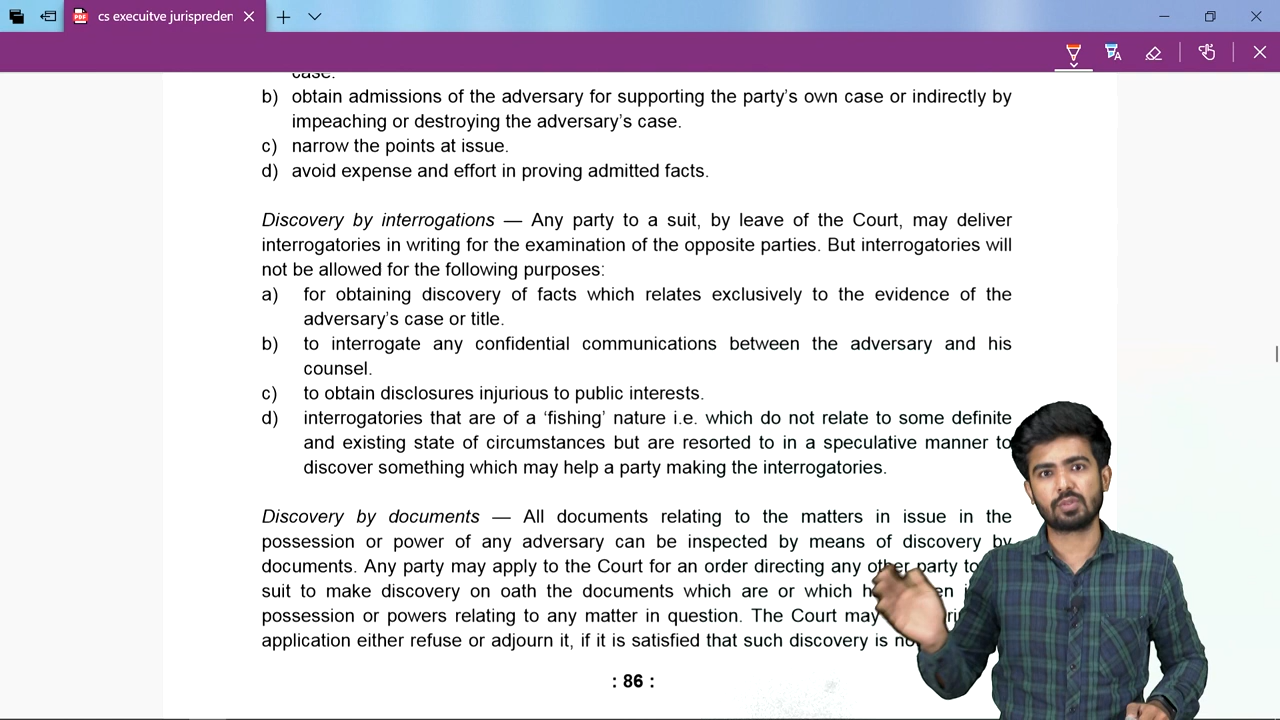 cs execuitve jurispreden
case.
b) obtain admissions of the adversary for supporting the party's own case or indirectly by
impeaching or destroying the adversary's case.
c) narrow the points at issue.
d) avoid expense and effort in proving admitted facts.
Discovery by interrogations — Any party to a suit, by leave of the Court, may deliver
interrogatories in writing for the examination of the opposite parties. But interrogatories will
not be allowed for the following purposes:
a) for obtaining discovery of facts which relates exclusively to the evidence of the
adversary's case or title.
b) to interrogate any confidential communications between the adversary and his
counsel.
c) to obtain disclosures injurious to public interests.
d) interrogatories that are of a 'fishing' nature i.e. which do not relate to some definite
and existing state of circumstances but are resorted to in a speculative manner to
discover something which may help a party making the interrogatories.
Discovery by documents — All documents relating to the matters in issue in the
possession or power of any adversary can be inspected by means of discovery by
documents. Any party may apply to the Court for an order directing any other party to
suit to make discovery on oath the documents which are or which
possession or powers relating to any matter in question. The Court may
application either refuse or adjourn it, if it is satisfied that such discovery is
: 86 :